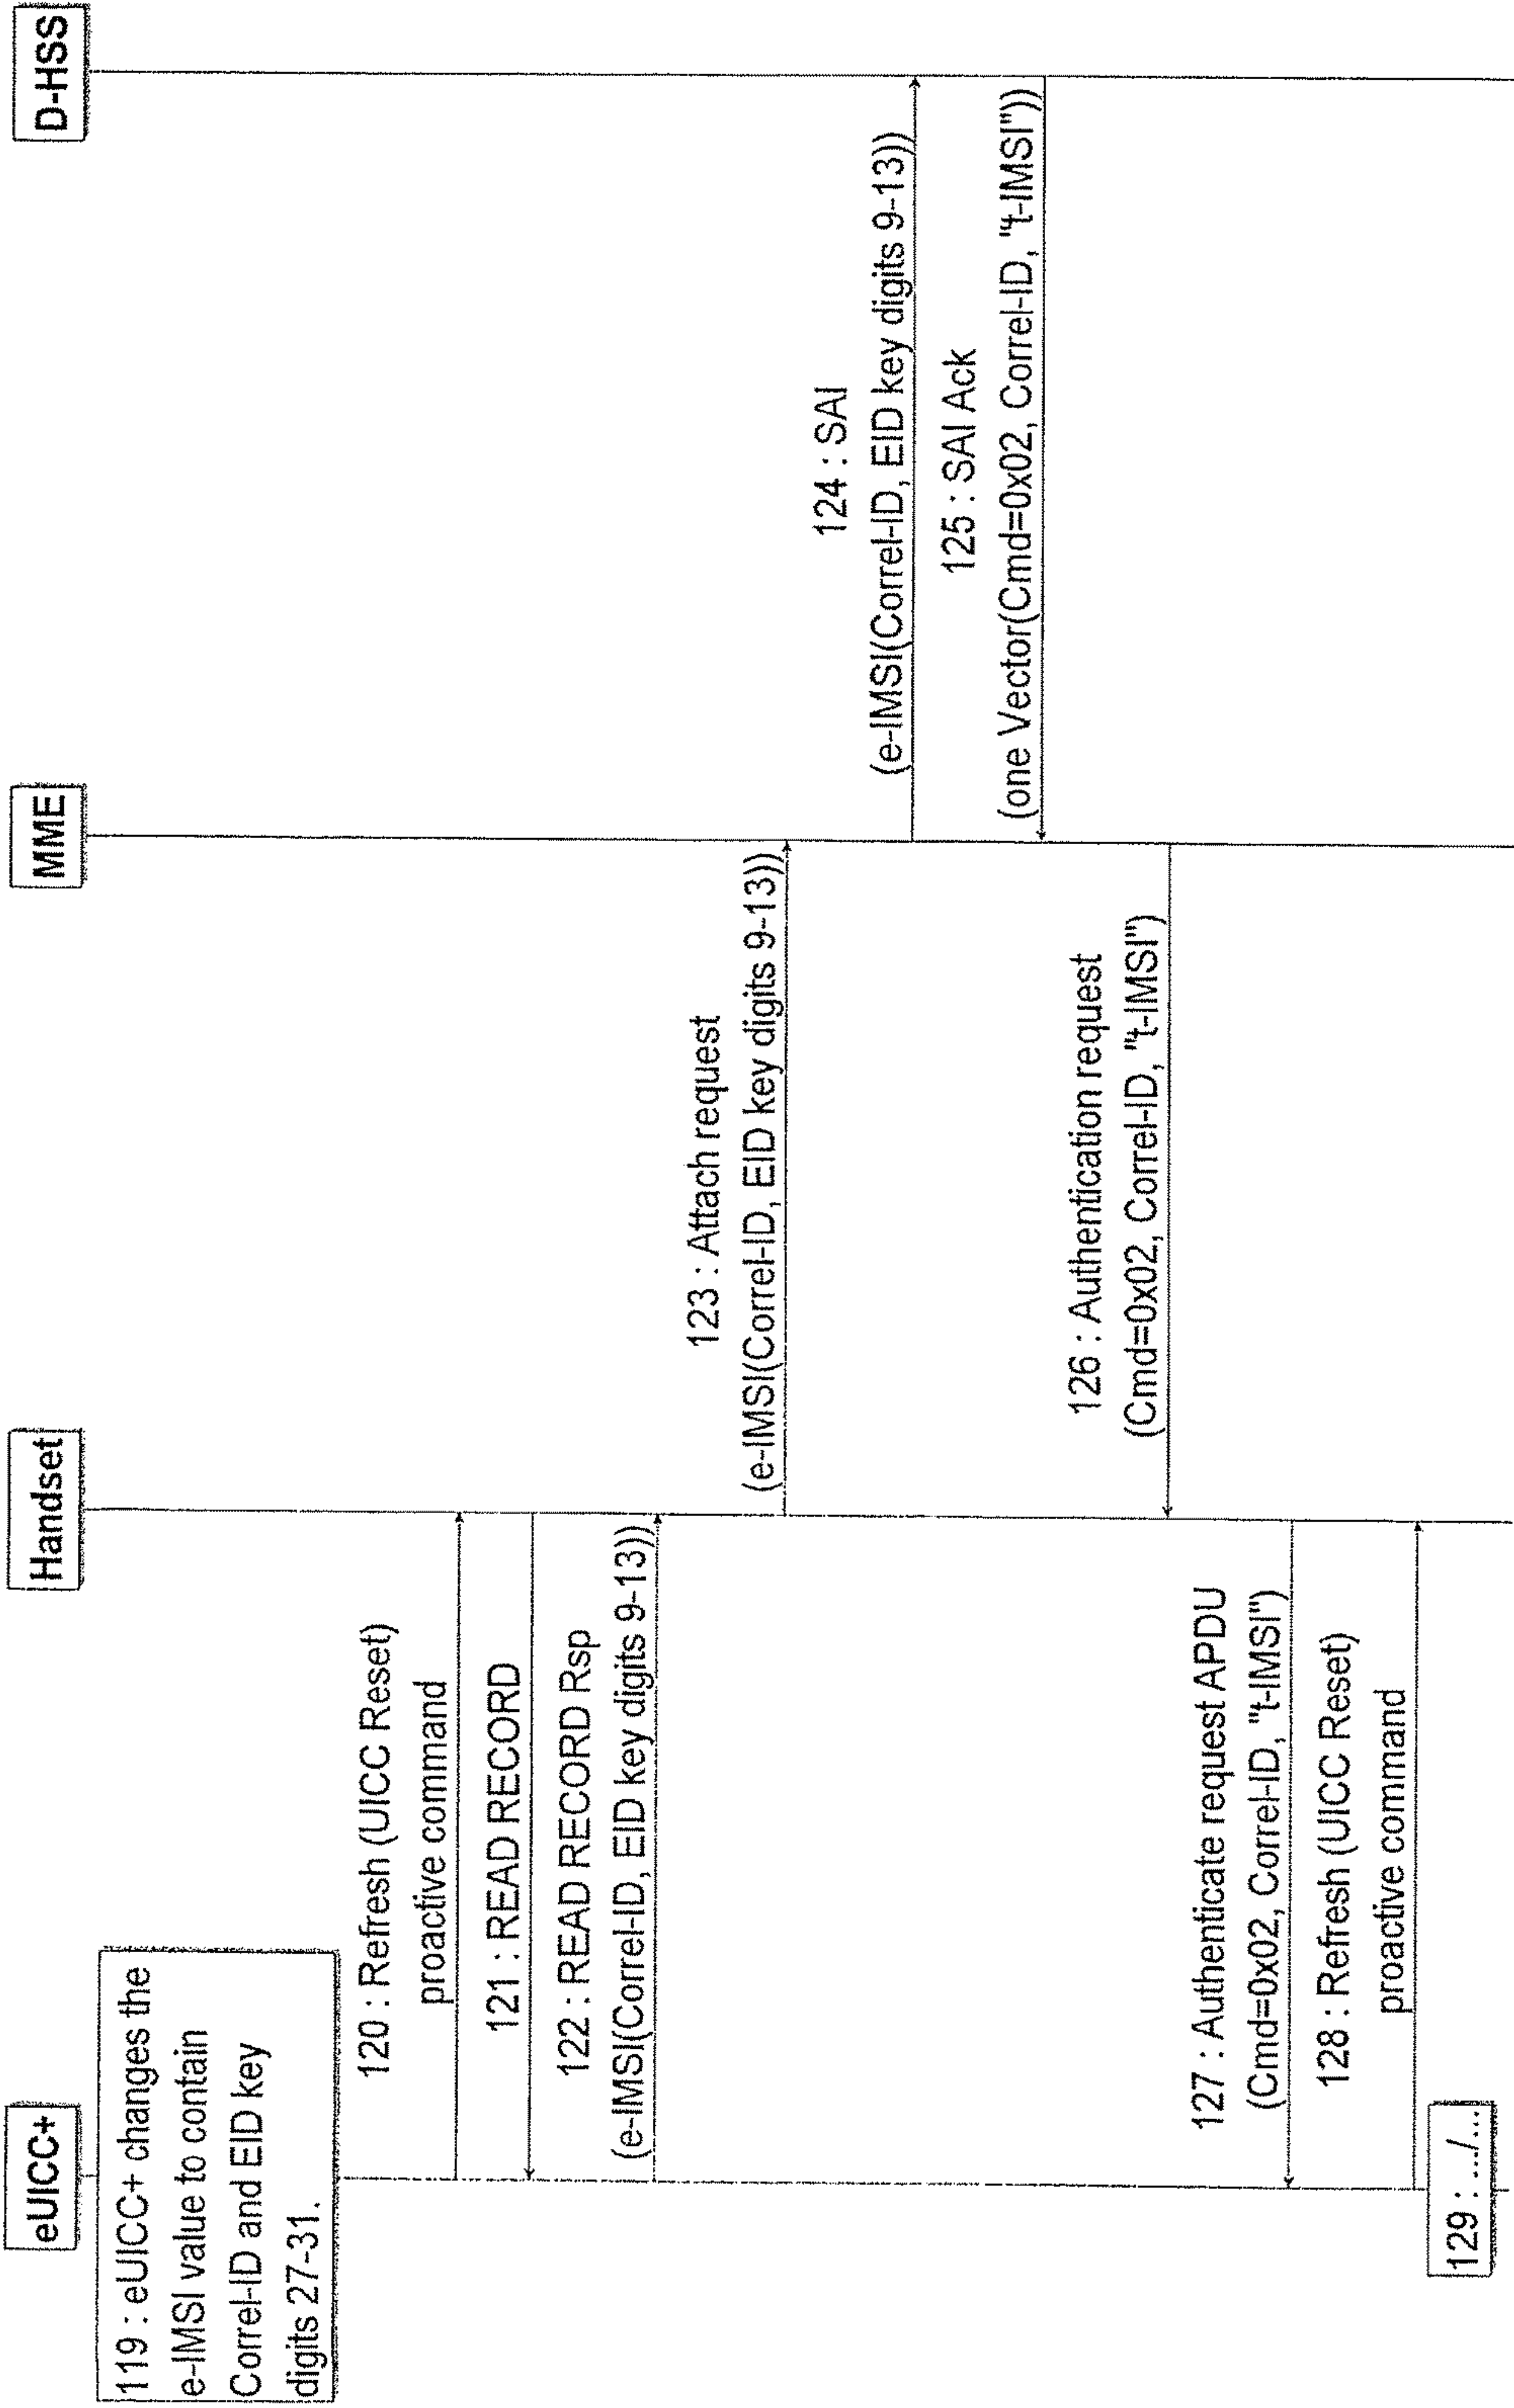 eUICC+
Handset
MME
D-HSS
119 : eUICC+ changes the
e-IMSI value to contain
Correl-ID and EID key
digits 27-31.
120 : Refresh (UICC Reset)
proactive command
121 : READ RECORD
122 : READ RECORD Rsp
(e-IMSI(Correl-ID, EID key digits 9-13))
123 : Attach request
(e-IMSI(Correl-ID, EID key digits 9-13))
124 : SAI
(e-IMSI(Correl-ID, EID key digits 9-13))
125 : SAI Ack
(one Vector(Cmd=0x02, Correl-ID, "t-IMSI"))
126 : Authentication request
(Cmd=0x02, Correl-ID, "t-IMSI")
127 : Authenticate request APDU
(Cmd=0x02, Correl-ID, "t-IMSI")
128 : Refresh (UICC Reset)
proactive command
129 : .../...